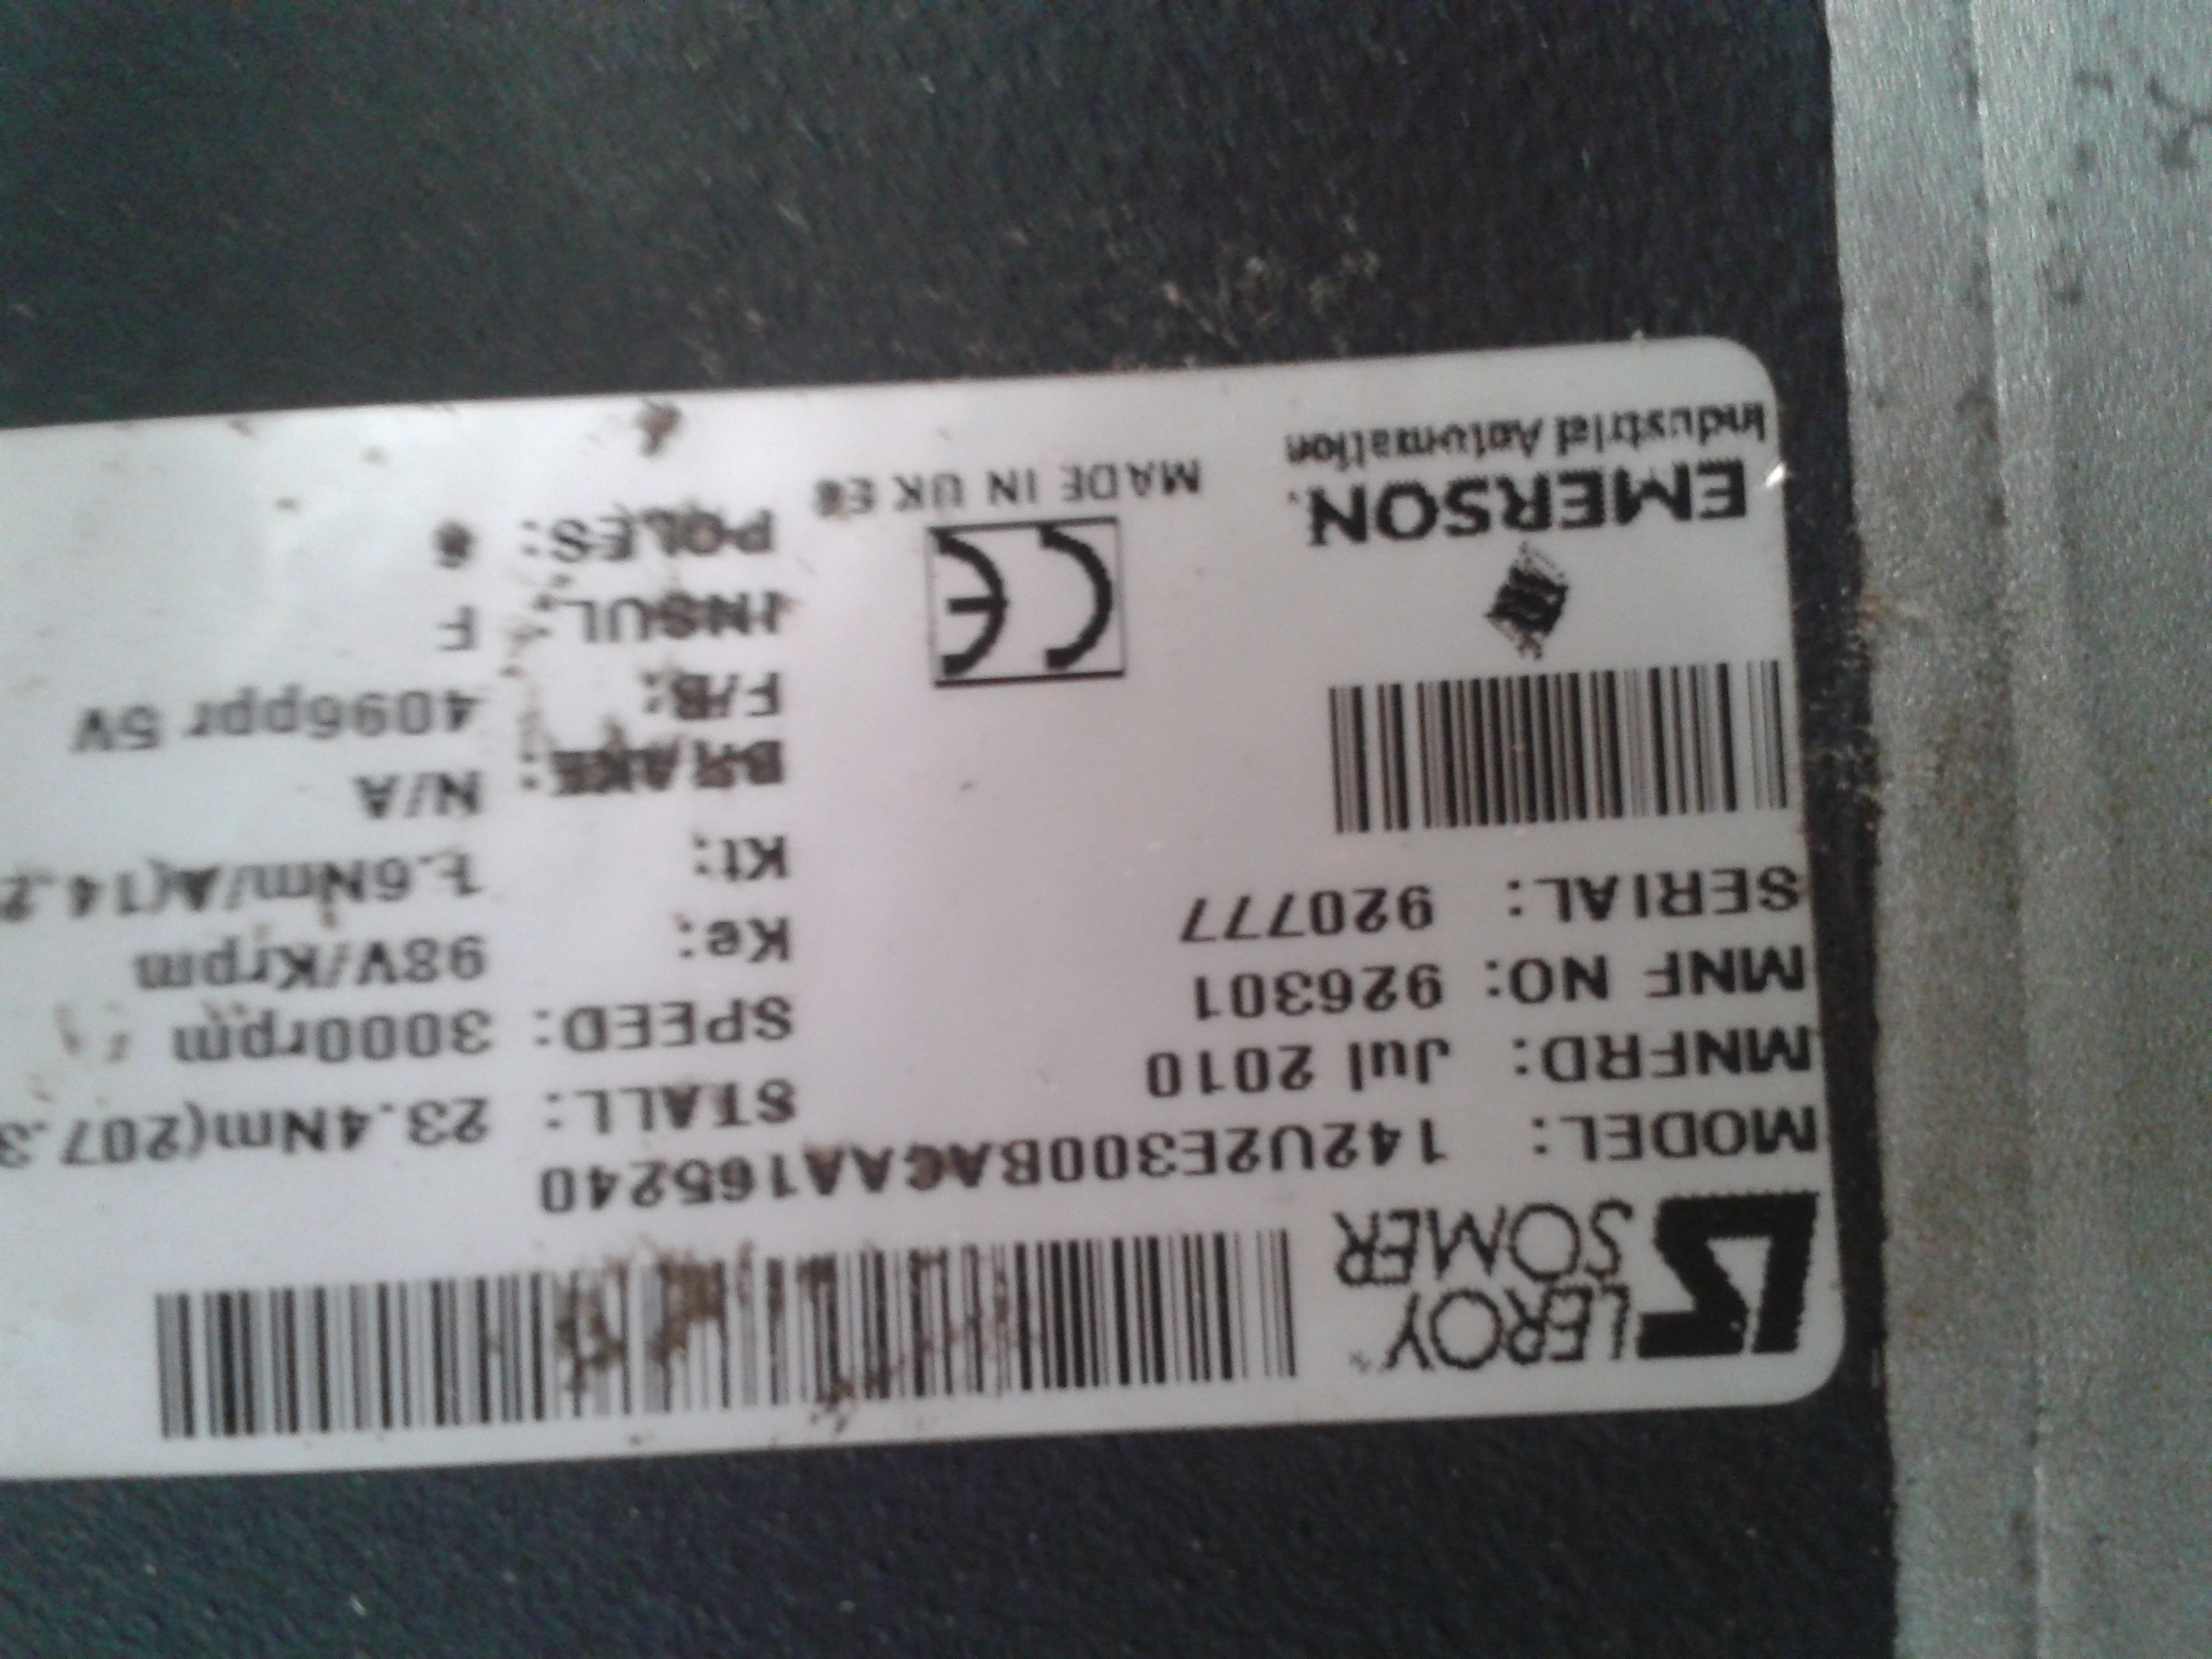 LEROY
SOMER
MODEL: 142U2E300BACAA165240
MNFRD: Jul 2010
MNF NO: 926301
SERIAL: 920777
STALL: 23.4Nm(207.3
SPEED: 3000rpm
Ke: 98V/Krpm
Kt: 1.6Nm/A(14.2
BRAKE: N/A
F/B: 4096ppr 5V
INSUL: F
POLES: 6
EMERSON.
Industrial Automation
CE
MADE IN UK